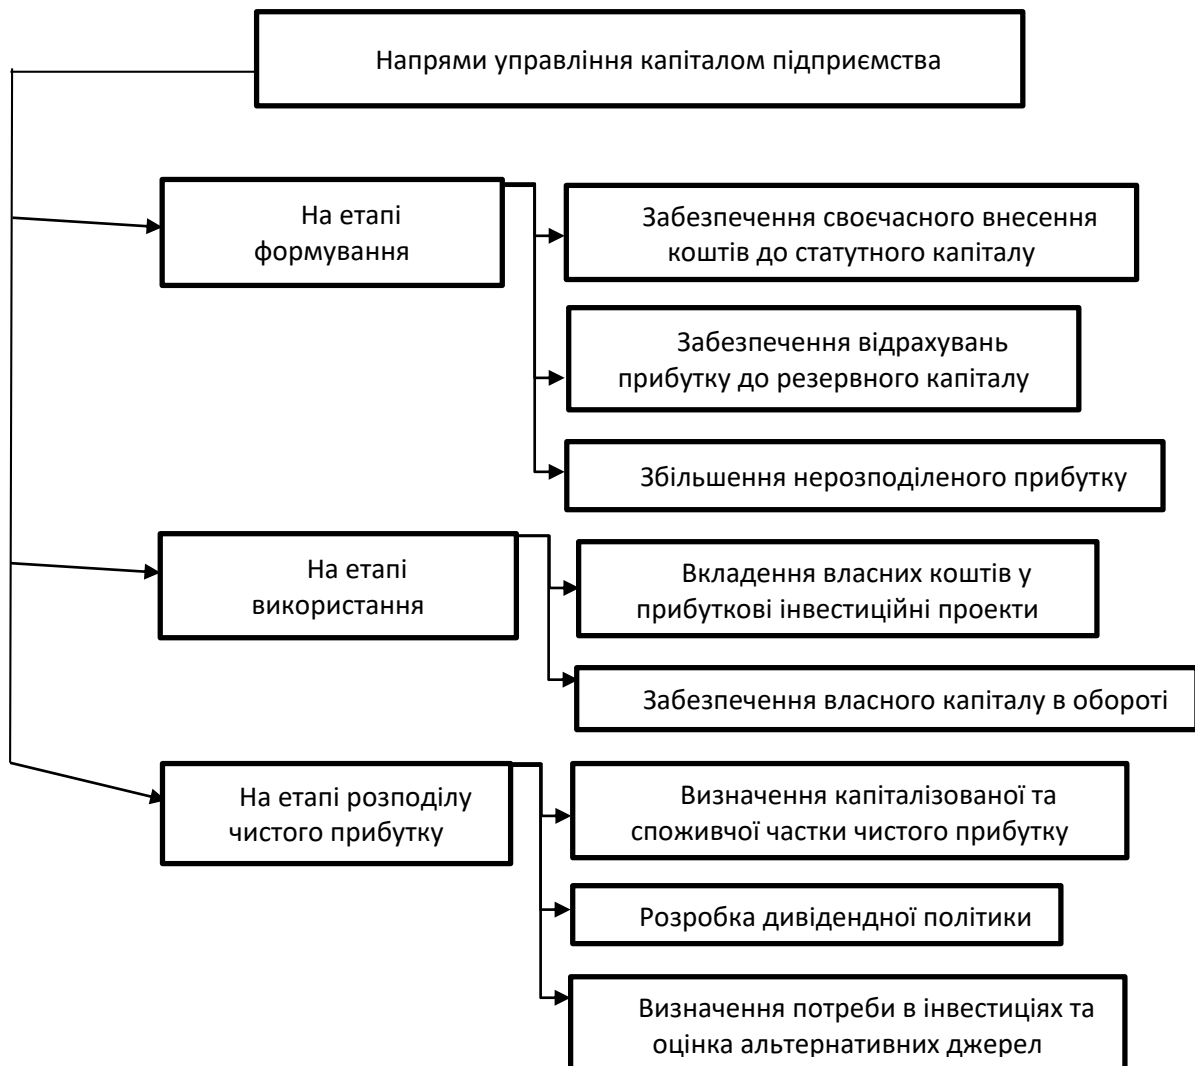 Напрями управління капіталом підприємства
На етапі
формування
Забезпечення своєчасного внесення
коштів до статутного капіталу
Забезпечення відрахувань
прибутку до резервного капіталу
Збільшення нерозподіленого прибутку
На етапі
використання
Вкладення власних коштів у
прибуткові інвестиційні проекти
Забезпечення власного капіталу в обороті
На етапі розподілу
чистого прибутку
Визначення капіталізованої та
споживчої частки чистого прибутку
Розробка дивідендної політики
Визначення потреби в інвестиціях та
оцінка альтернативних джерел